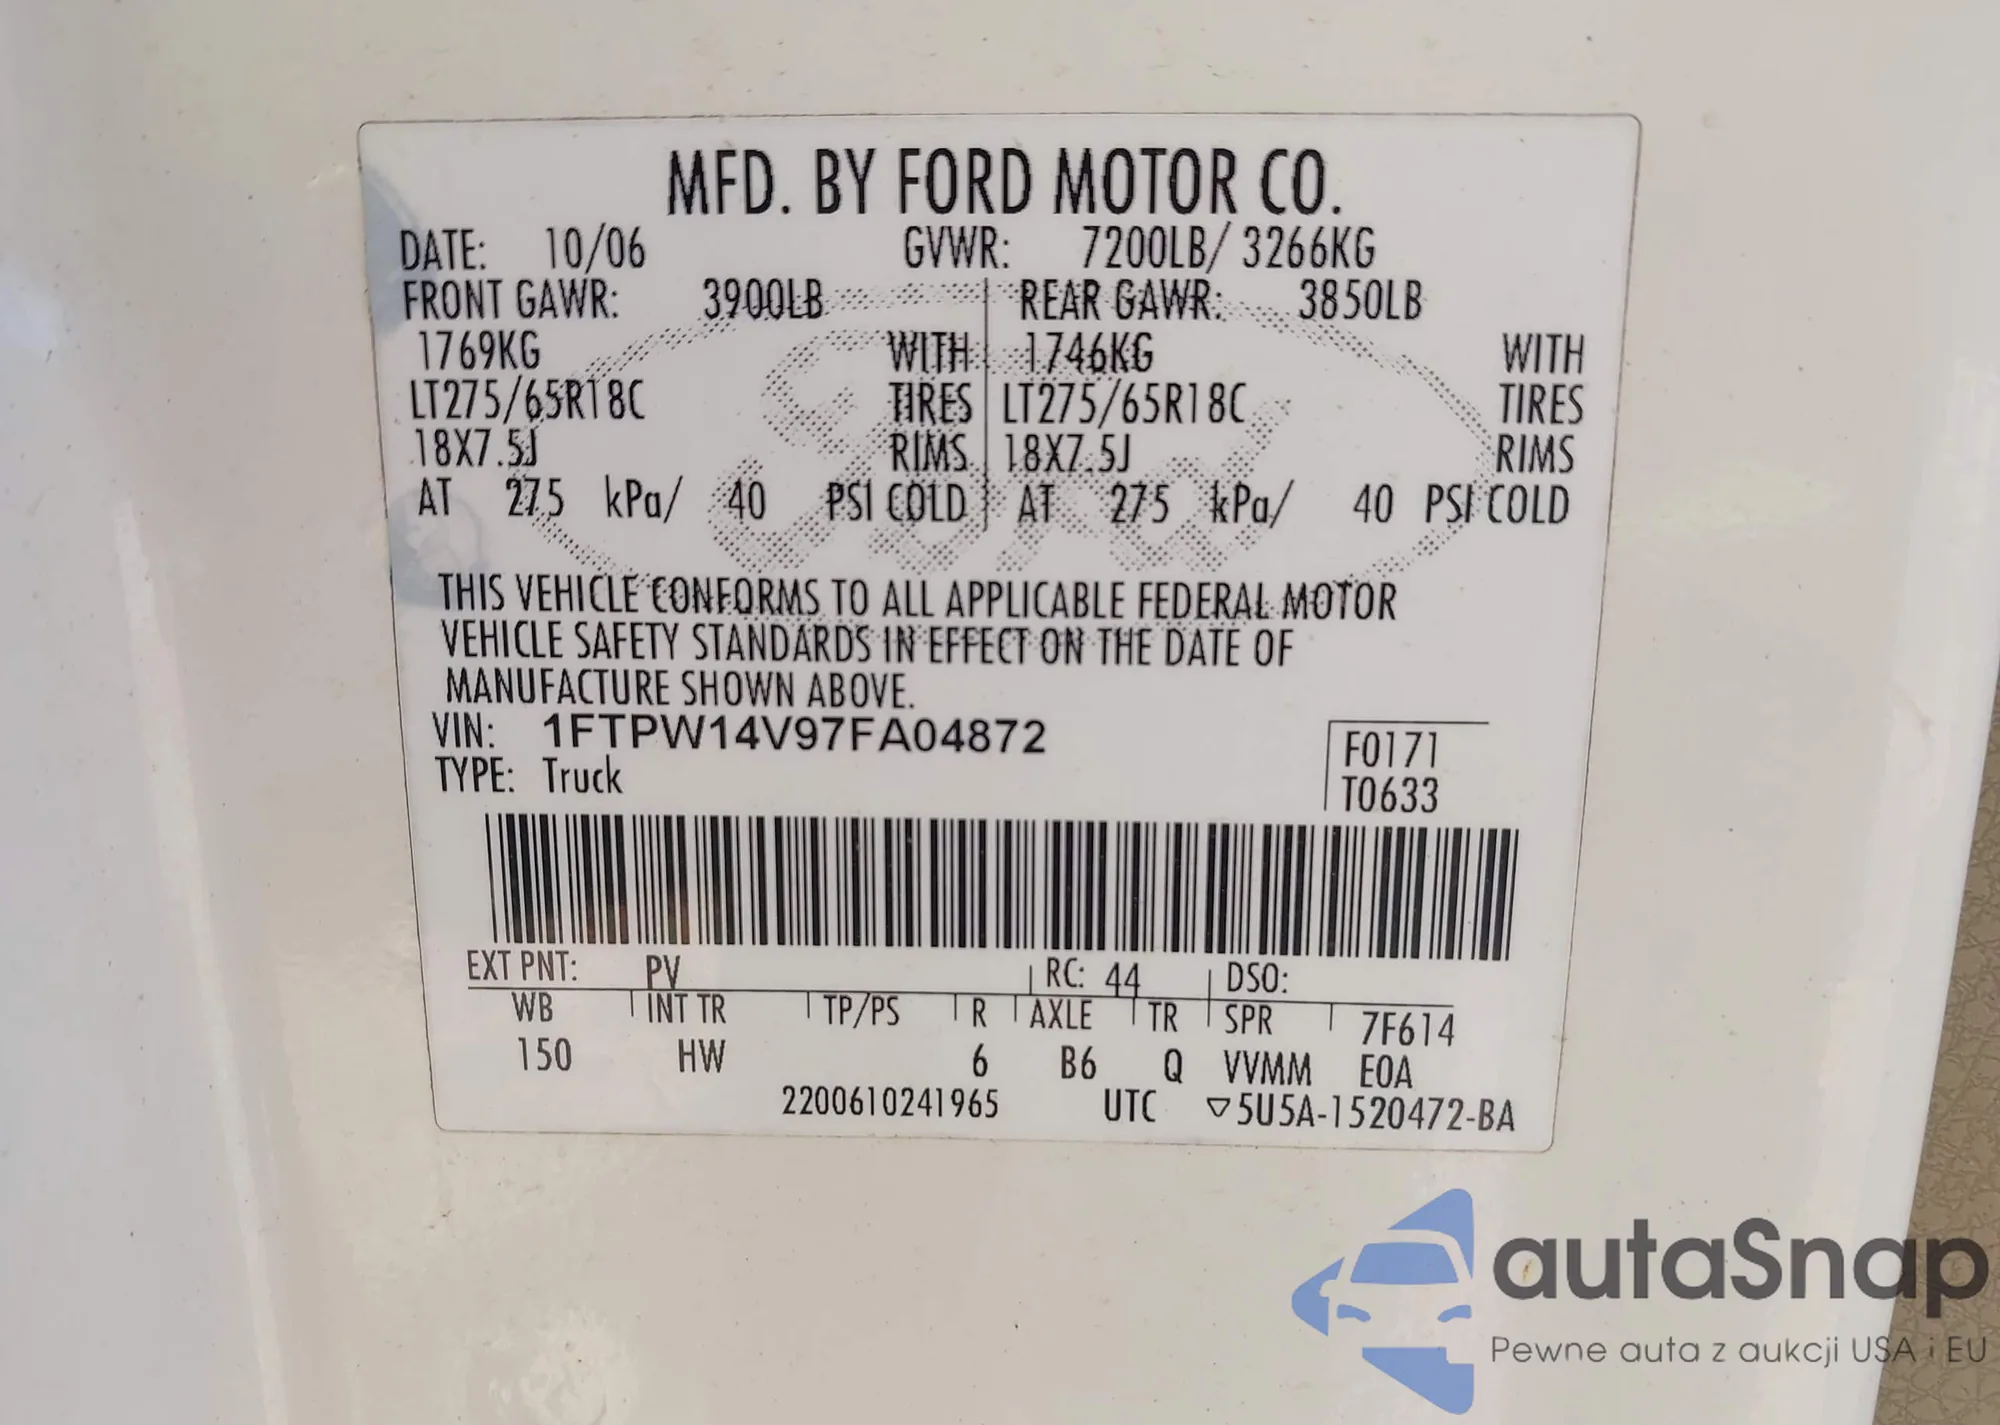 MFD. BY FORD MOTOR CO.
DATE: 10/06 GVWR: 7200LB/ 3266KG
FRONT GAWR: 3900LB REAR GAWR: 3850LB
1769KG WITH 1746KG WITH
LT275/65R18C TIRES LT275/65R18C TIRES
18X7.5J RIMS 18X7.5J RIMS
AT 275 kPa/ 40 PSI COLD AT 275 kPa/ 40 PSI COLD
Ford
THIS VEHICLE CONFORMS TO ALL APPLICABLE FEDERAL MOTOR
VEHICLE SAFETY STANDARDS IN EFFECT ON THE DATE OF
MANUFACTURE SHOWN ABOVE.
VIN: 1FTPW14V97FA04872
F0171
TYPE: Truck
T0633
EXT PNT: PV RC: 44 DSO:
WB INT TR TP/PS R AXLE TR SPR 7F614
150 HW 6 B6 Q VVMM E0A
2200610241965 UTC ▽5U5A-1520472-BA
autaSnap
Pewne auta z aukcji USA i EU